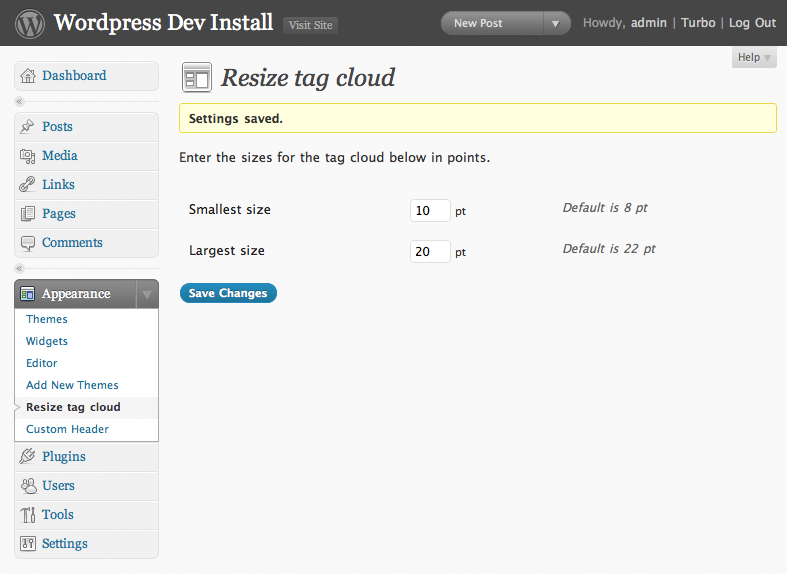 Wordpress Dev Install Visit Site New Post Howdy, admin | Turbo | Log Out
Help
Dashboard
Posts
Media
Links
Pages
Comments
Appearance
Themes
Widgets
Editor
Add New Themes
Resize tag cloud
Custom Header
Plugins
Users
Tools
Settings
Resize tag cloud
Settings saved.
Enter the sizes for the tag cloud below in points.
Smallest size 10 pt Default is 8 pt
Largest size 20 pt Default is 22 pt
Save Changes